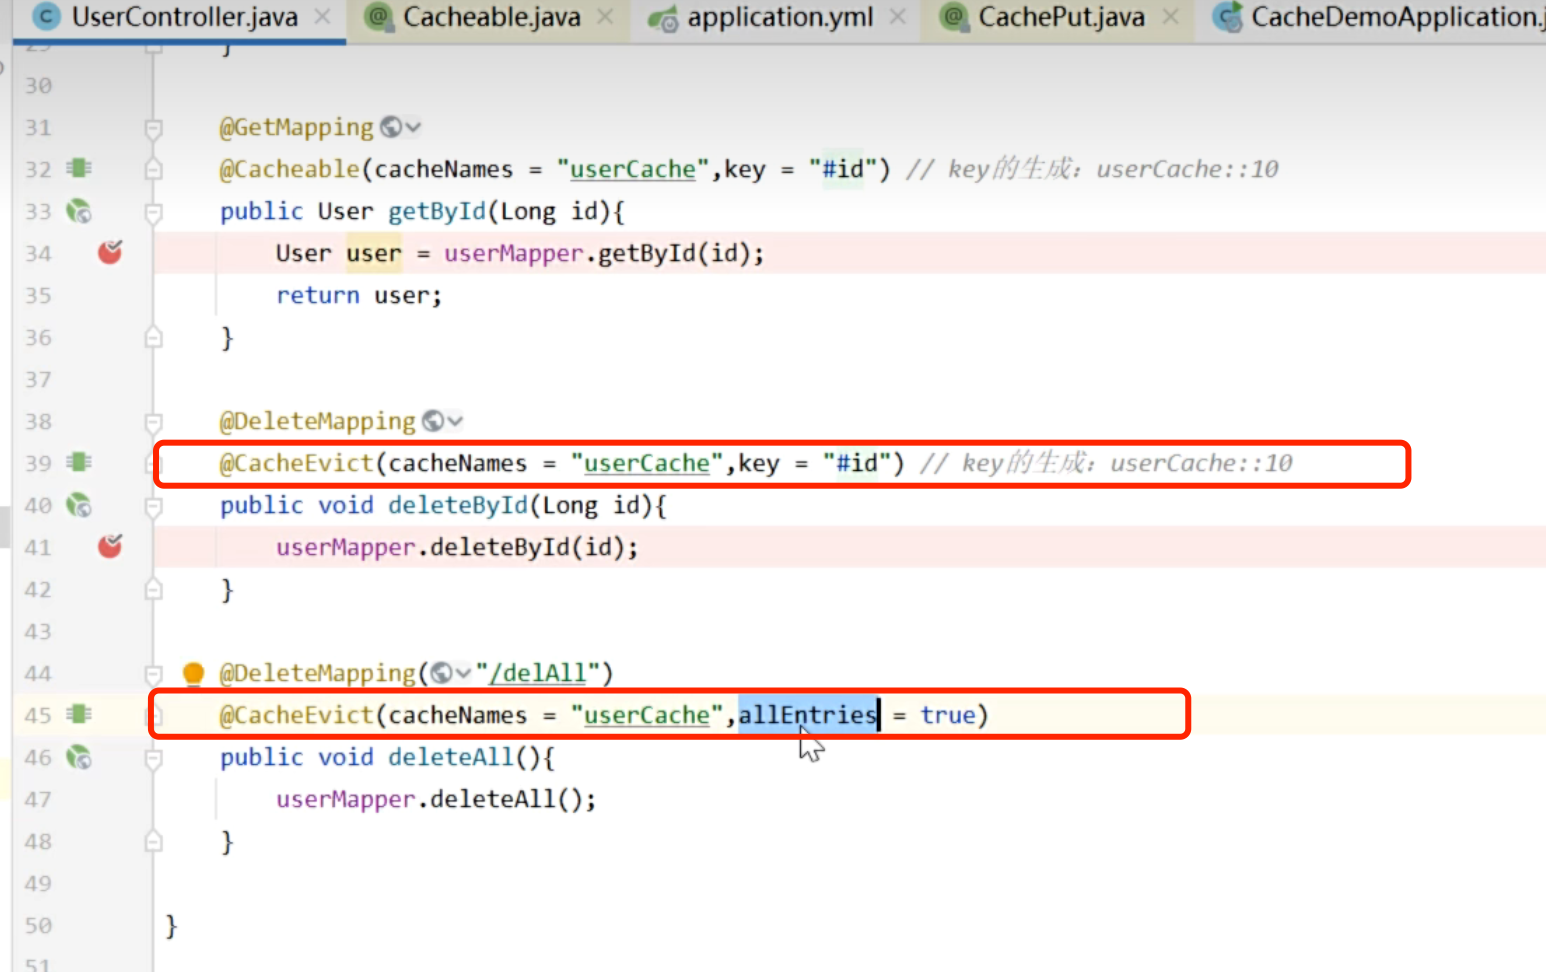 UserController.java Cacheable.java application.yml CachePut.java CacheDemoApplication.j
29 }
30
31 @GetMapping
32 @Cacheable(cacheNames = "userCache",key = "#id") // key的生成：userCache::10
33 public User getById(Long id){
34 User user = userMapper.getById(id);
35 return user;
36 }
37
38 @DeleteMapping
39 @CacheEvict(cacheNames = "userCache",key = "#id") // key的生成：userCache::10
40 public void deleteById(Long id){
41 userMapper.deleteById(id);
42 }
43
44 @DeleteMapping("/delAll")
45 @CacheEvict(cacheNames = "userCache",allEntries = true)
46 public void deleteAll(){
47 userMapper.deleteAll();
48 }
49
50 }
51